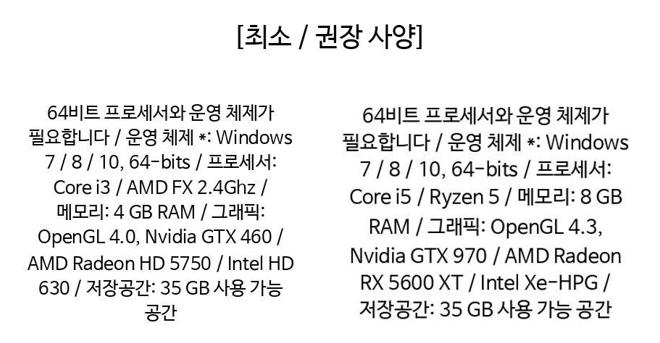 [최소 / 권장 사양]
64비트 프로세서와 운영 체제가
필요합니다 / 운영 체제 *: Windows
7 / 8 / 10, 64-bits / 프로세서:
Core i3 / AMD FX 2.4Ghz /
메모리: 4 GB RAM / 그래픽:
OpenGL 4.0, Nvidia GTX 460 /
AMD Radeon HD 5750 / Intel HD
630 / 저장공간: 35 GB 사용 가능
공간
64비트 프로세서와 운영 체제가
필요합니다 / 운영 체제 *: Windows
7 / 8 / 10, 64-bits / 프로세서:
Core i5 / Ryzen 5 / 메모리: 8 GB
RAM / 그래픽: OpenGL 4.3,
Nvidia GTX 970 / AMD Radeon
RX 5600 XT / Intel Xe-HPG /
저장공간: 35 GB 사용 가능 공간